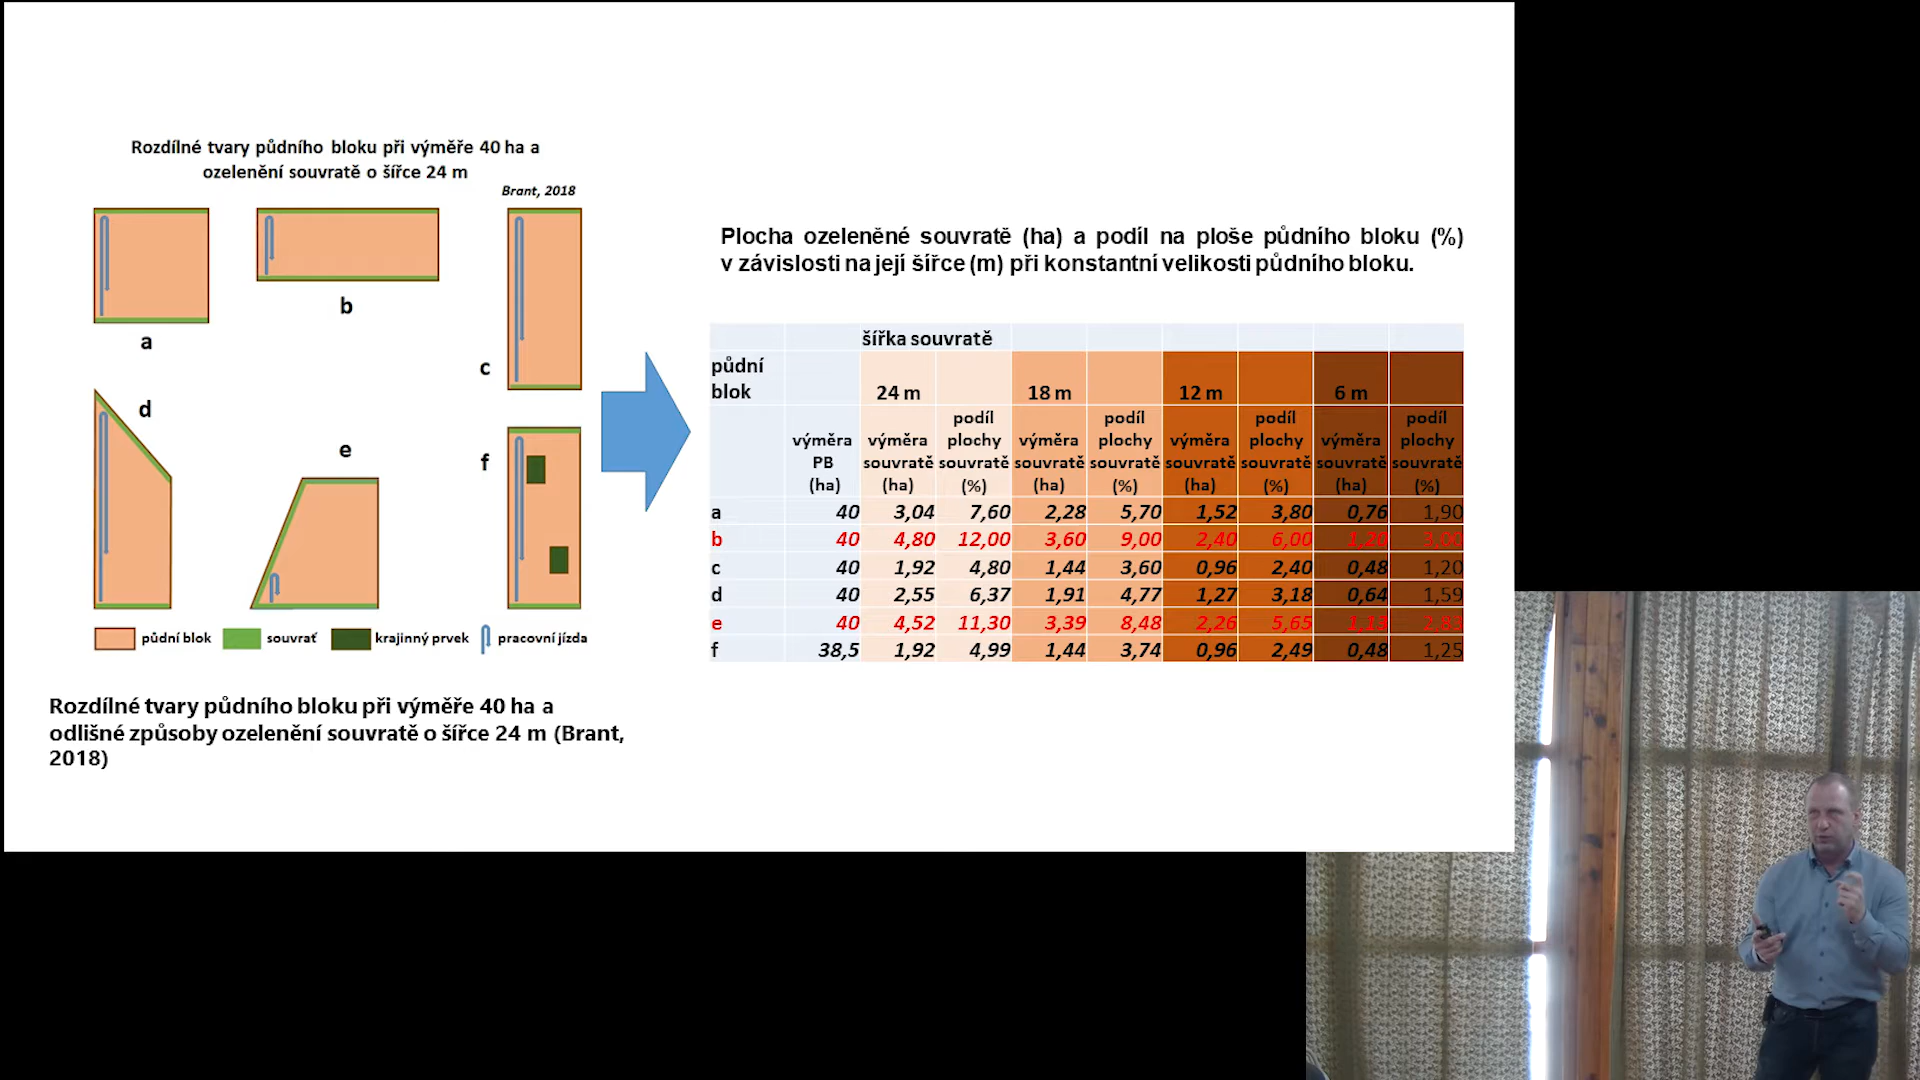 Rozdílné tvary půdního bloku při výměře 40 ha a
ozelenění souvratě o šířce 24 m
Brant, 2018
a
b
c
d
e
f
půdní blok
souvrať
krajinný prvek
pracovní jízda
Rozdílné tvary půdního bloku při výměře 40 ha a
odlišné způsoby ozelenění souvratě o šířce 24 m (Brant,
2018)
Plocha ozeleněné souvratě (ha) a podíl na ploše půdního bloku (%)
v závislosti na její šířce (m) při konstantní velikosti půdního bloku.
šířka souvratě
půdní blok 24 m 18 m 12 m 6 m
výměra PB (ha) výměra souvratě (ha) podíl plochy souvratě (%) výměra souvratě (ha) podíl plochy souvratě (%) výměra souvratě (ha) podíl plochy souvratě (%) výměra souvratě (ha) podíl plochy souvratě (%)
a 40 3,04 7,60 2,28 5,70 1,52 3,80 0,76 1,90
b 40 4,80 12,00 3,60 9,00 2,40 6,00 1,20 3,00
c 40 1,92 4,80 1,44 3,60 0,96 2,40 0,48 1,20
d 40 2,55 6,37 1,91 4,77 1,27 3,18 0,64 1,59
e 40 4,52 11,30 3,39 8,48 2,26 5,65 1,13 2,83
f 38,5 1,92 4,99 1,44 3,74 0,96 2,49 0,48 1,25